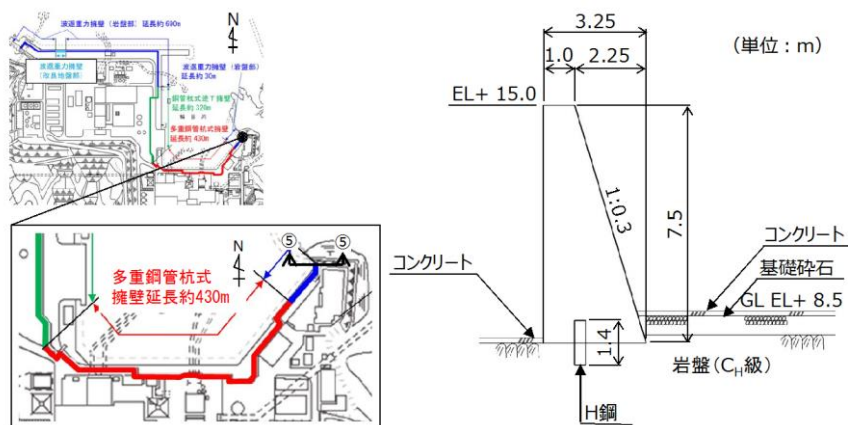 波返重力擁壁（岩盤部）延長約680m
N
波返重力擁壁
（改良地盤部）
波返重力擁壁（岩盤部）
延長約30m
鋼管杭式逆T擁壁
延長約320m
多重鋼管杭式擁壁
延長約430m
N
⑤ ⑤
多重鋼管杭式
擁壁延長約430m
（単位：m）
3.25
1.0 2.25
EL+ 15.0
1:0.3
7.5
コンクリート
コンクリート
基礎砕石
GL EL+ 8.5
1.4
岩盤（CH級）
H鋼